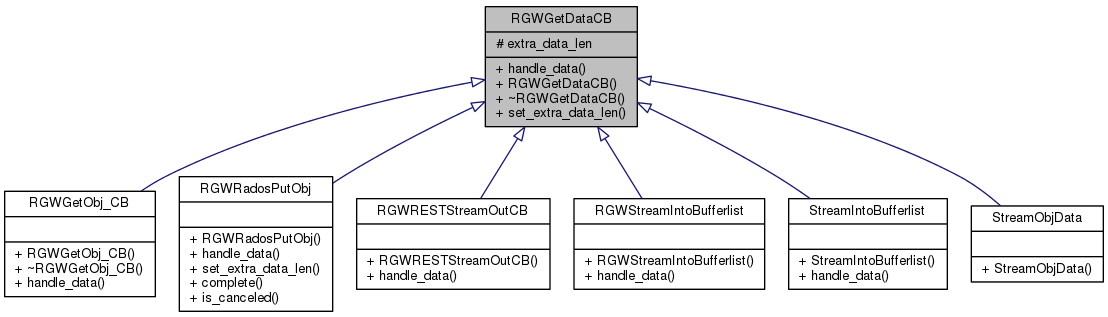 RGWGetDataCB
# extra_data_len
+ handle_data()
+ RGWGetDataCB()
+ ~RGWGetDataCB()
+ set_extra_data_len()
RGWGetObj_CB
+ RGWGetObj_CB()
+ ~RGWGetObj_CB()
+ handle_data()
RGWRadosPutObj
+ RGWRadosPutObj()
+ handle_data()
+ set_extra_data_len()
+ complete()
+ is_canceled()
RGWRESTStreamOutCB
+ RGWRESTStreamOutCB()
+ handle_data()
RGWStreamIntoBufferlist
+ RGWStreamIntoBufferlist()
+ handle_data()
StreamIntoBufferlist
+ StreamIntoBufferlist()
+ handle_data()
StreamObjData
+ StreamObjData()